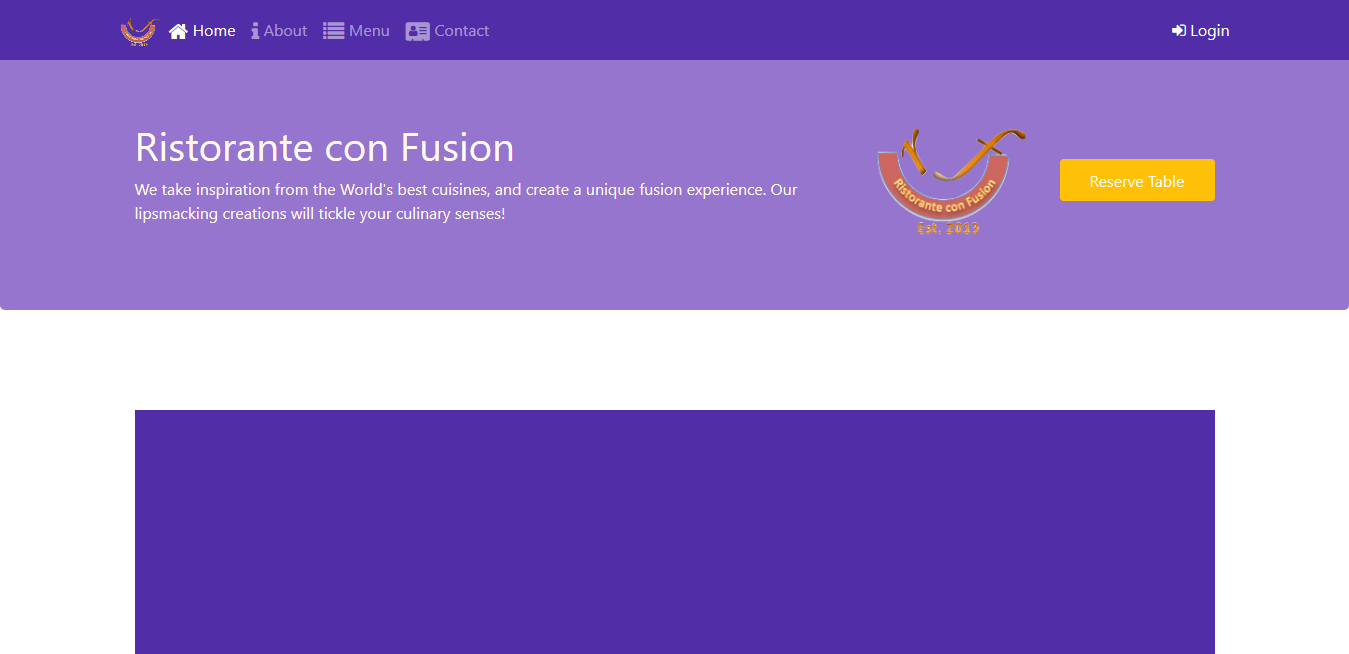 Home About Menu Contact Login
Ristorante con Fusion
We take inspiration from the World's best cuisines, and create a unique fusion experience. Our
lipsmacking creations will tickle your culinary senses!
Ristorante con Fusion
Est. 2013
Reserve Table